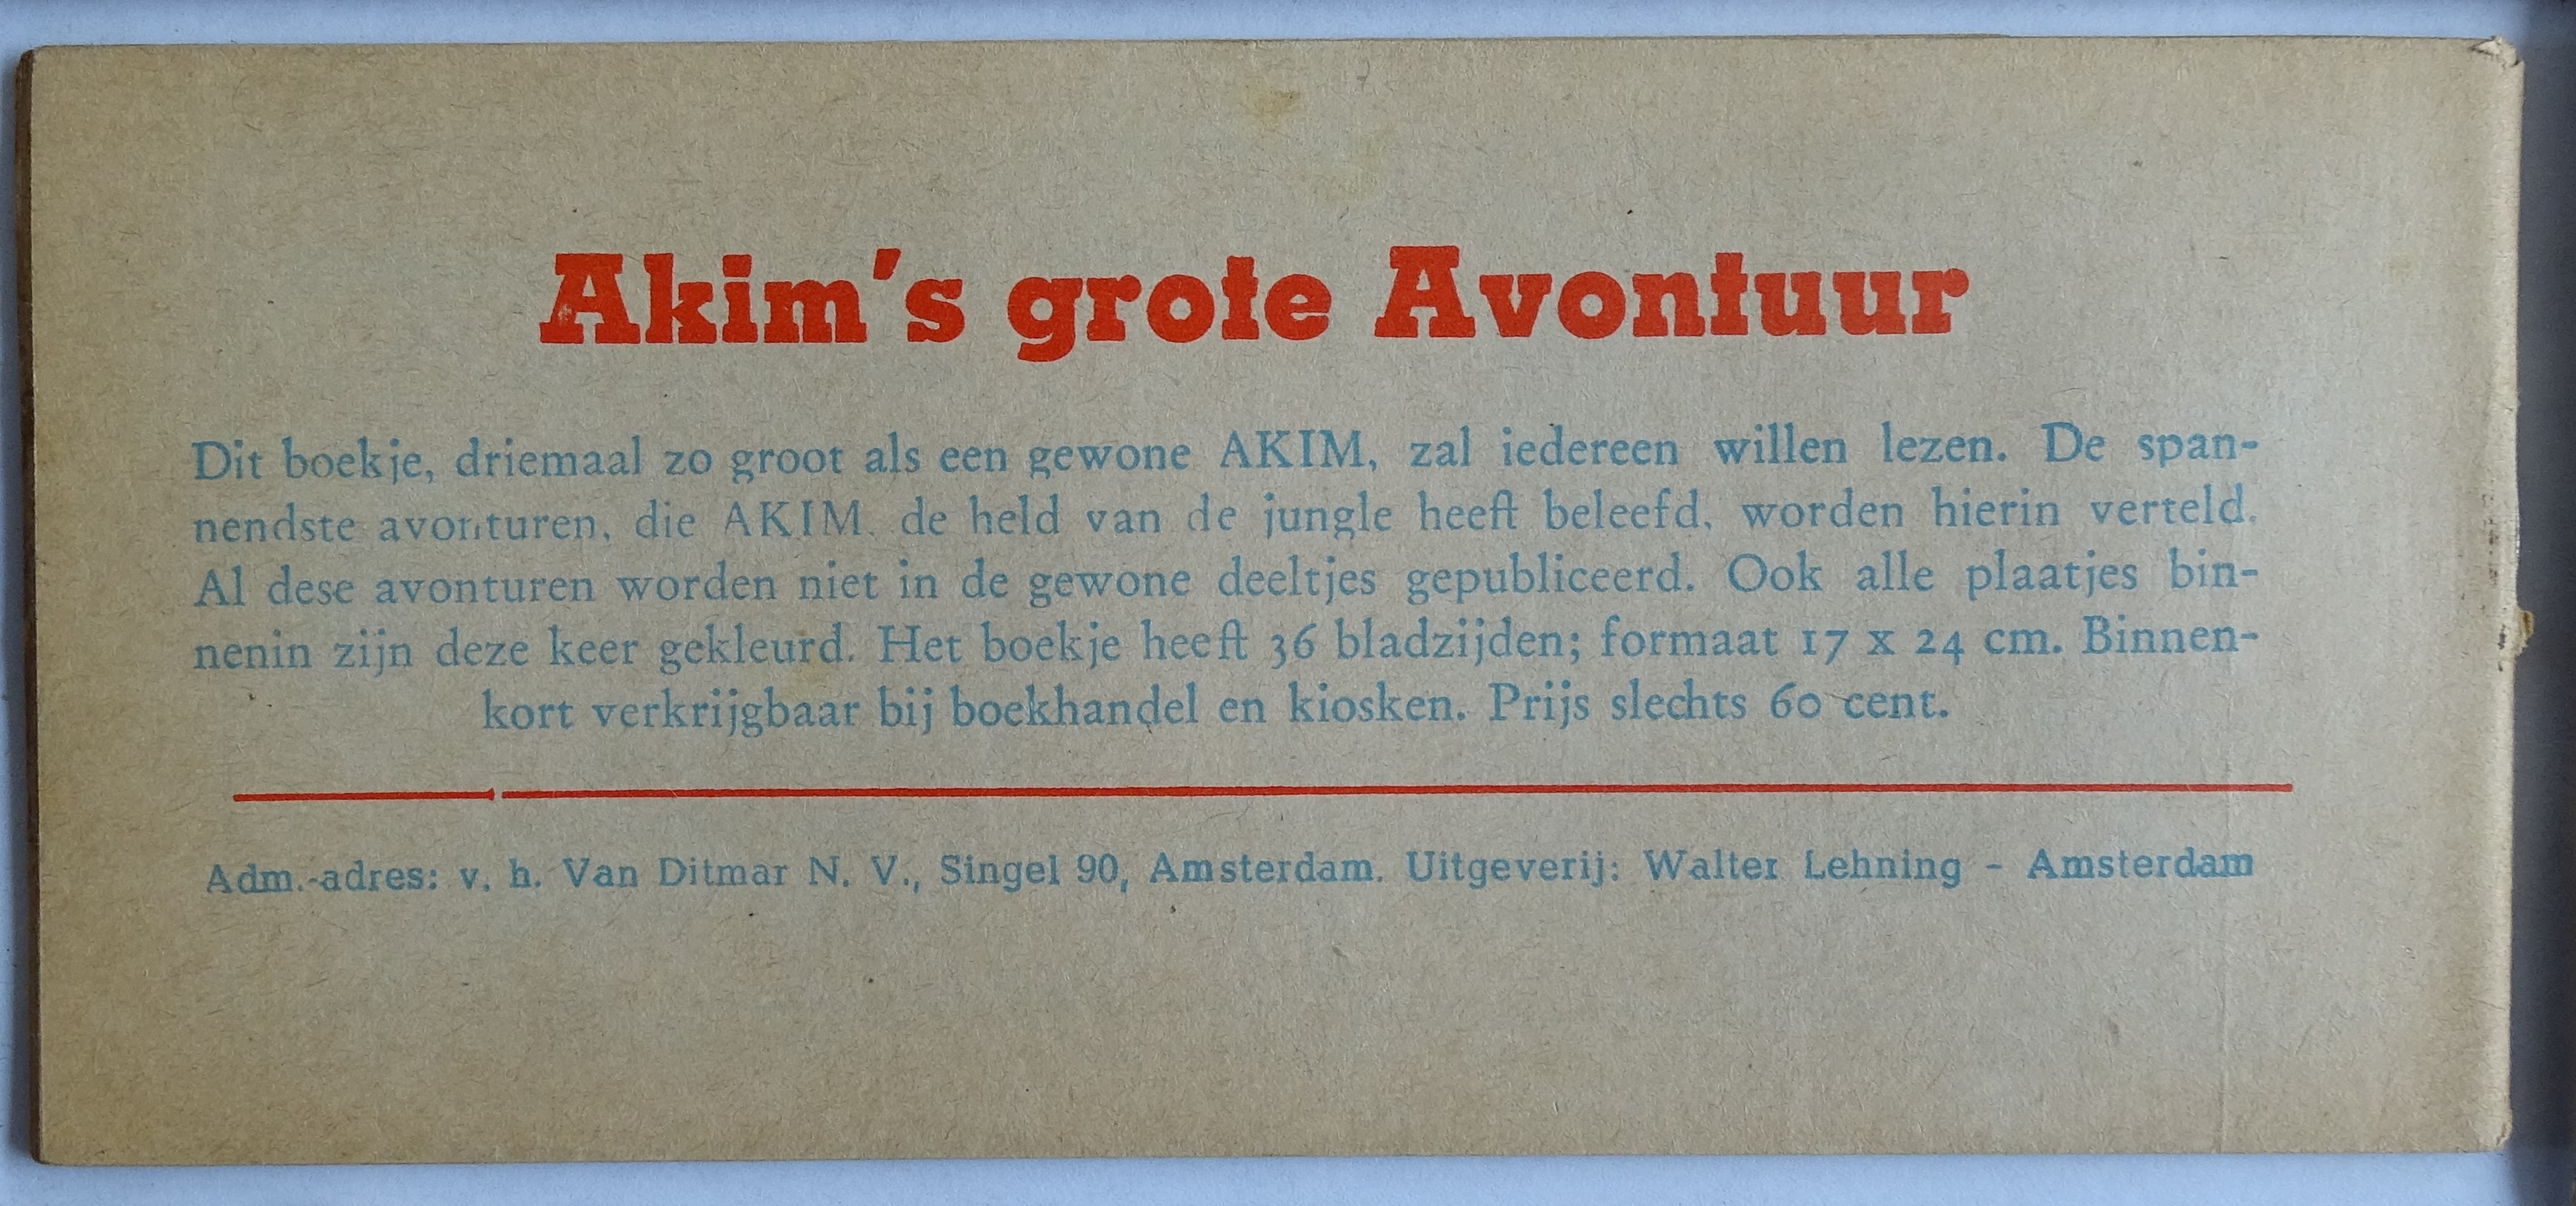 Akim's grote Avontuur
Dit boekje, driemaal zo groot als een gewone AKIM, zal iedereen willen lezen. De span-
nendste avonturen, die AKIM. de held van de jungle heeft beleefd, worden hierin verteld.
Al dese avonturen worden niet in de gewone deeltjes gepubliceerd. Ook alle plaatjes bin-
nenin zijn deze keer gekleurd. Het boekje heeft 36 bladzijden; formaat 17 x 24 cm. Binnen-
kort verkrijgbaar bij boekhandel en kiosken. Prijs slechts 60 cent.
Adm.-adres: v. h. Van Ditmar N. V., Singel 90, Amsterdam. Uitgeverij: Walter Lehning - Amsterdam